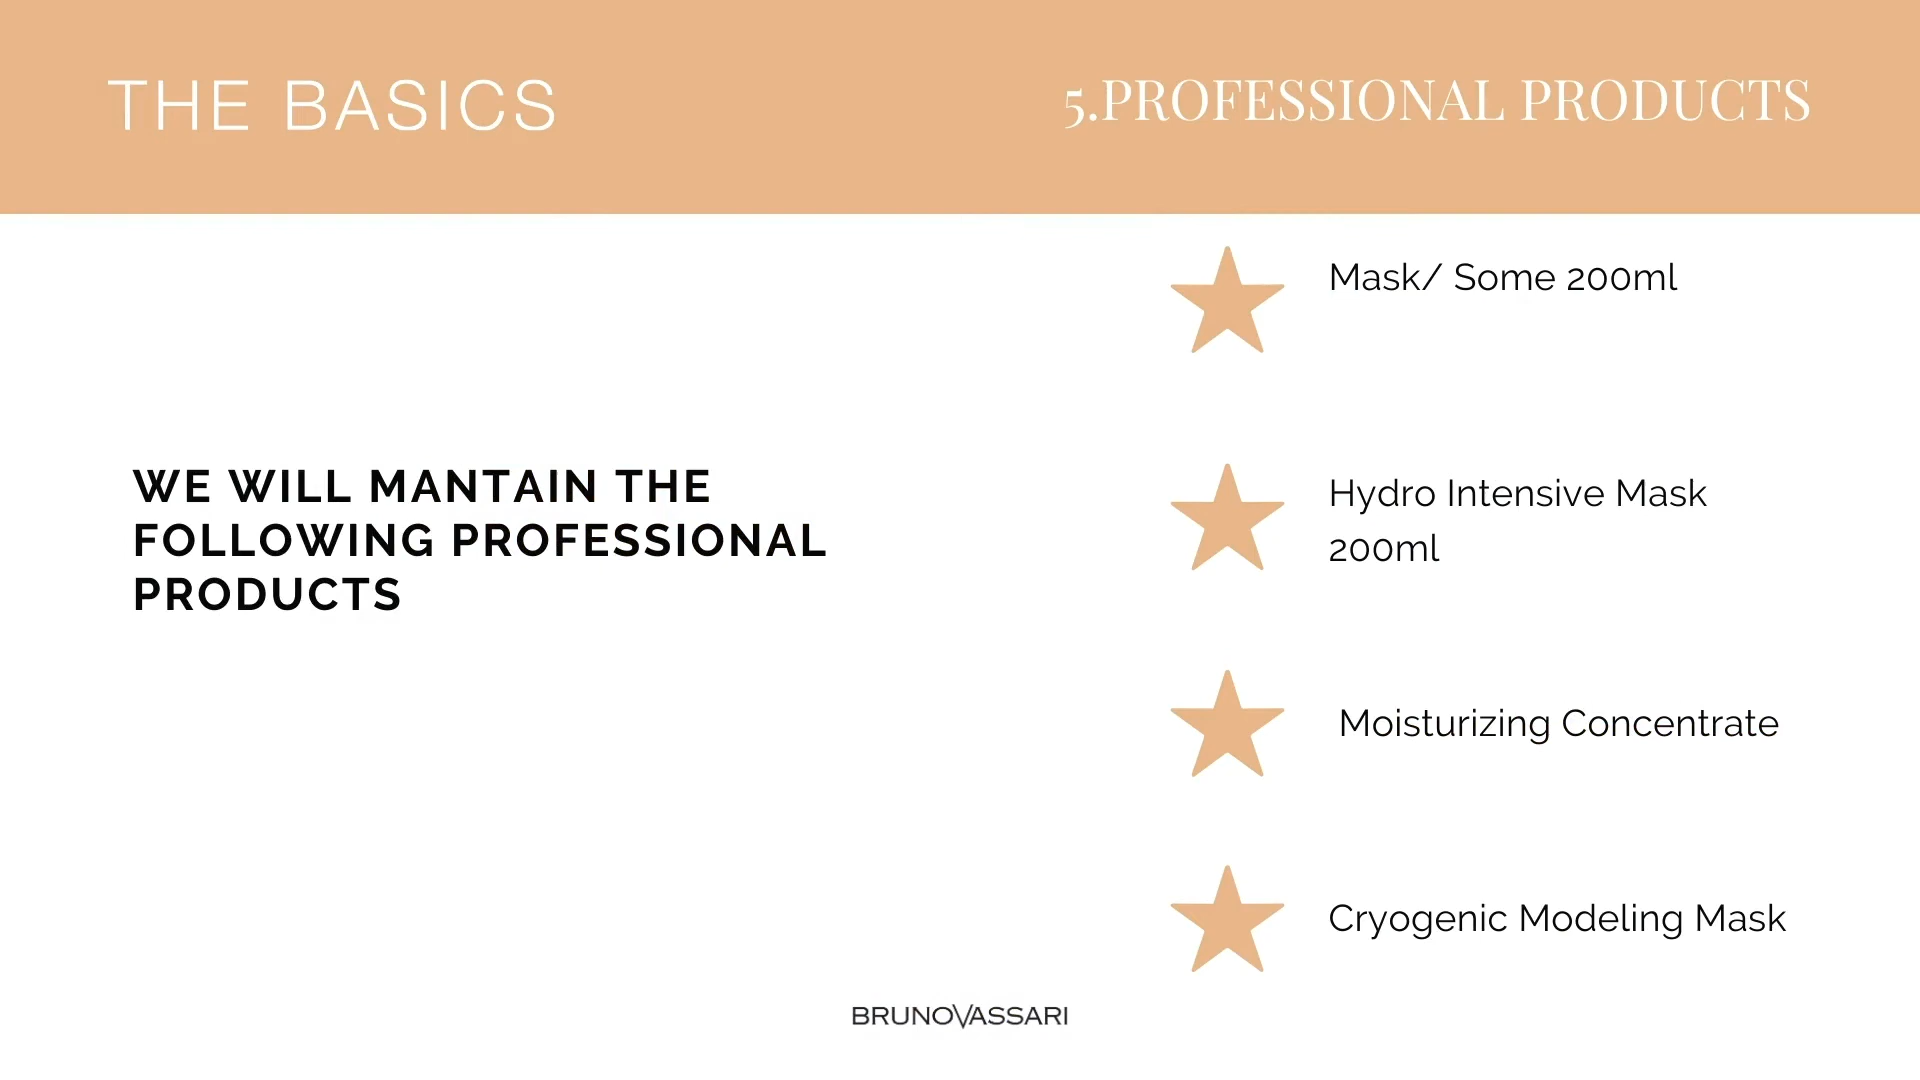 THE BASICS
5.PROFESSIONAL PRODUCTS
WE WILL MANTAIN THE
FOLLOWING PROFESSIONAL
PRODUCTS
Mask/ Some 200ml
Hydro Intensive Mask
200ml
Moisturizing Concentrate
Cryogenic Modeling Mask
BRUNOVASSARI